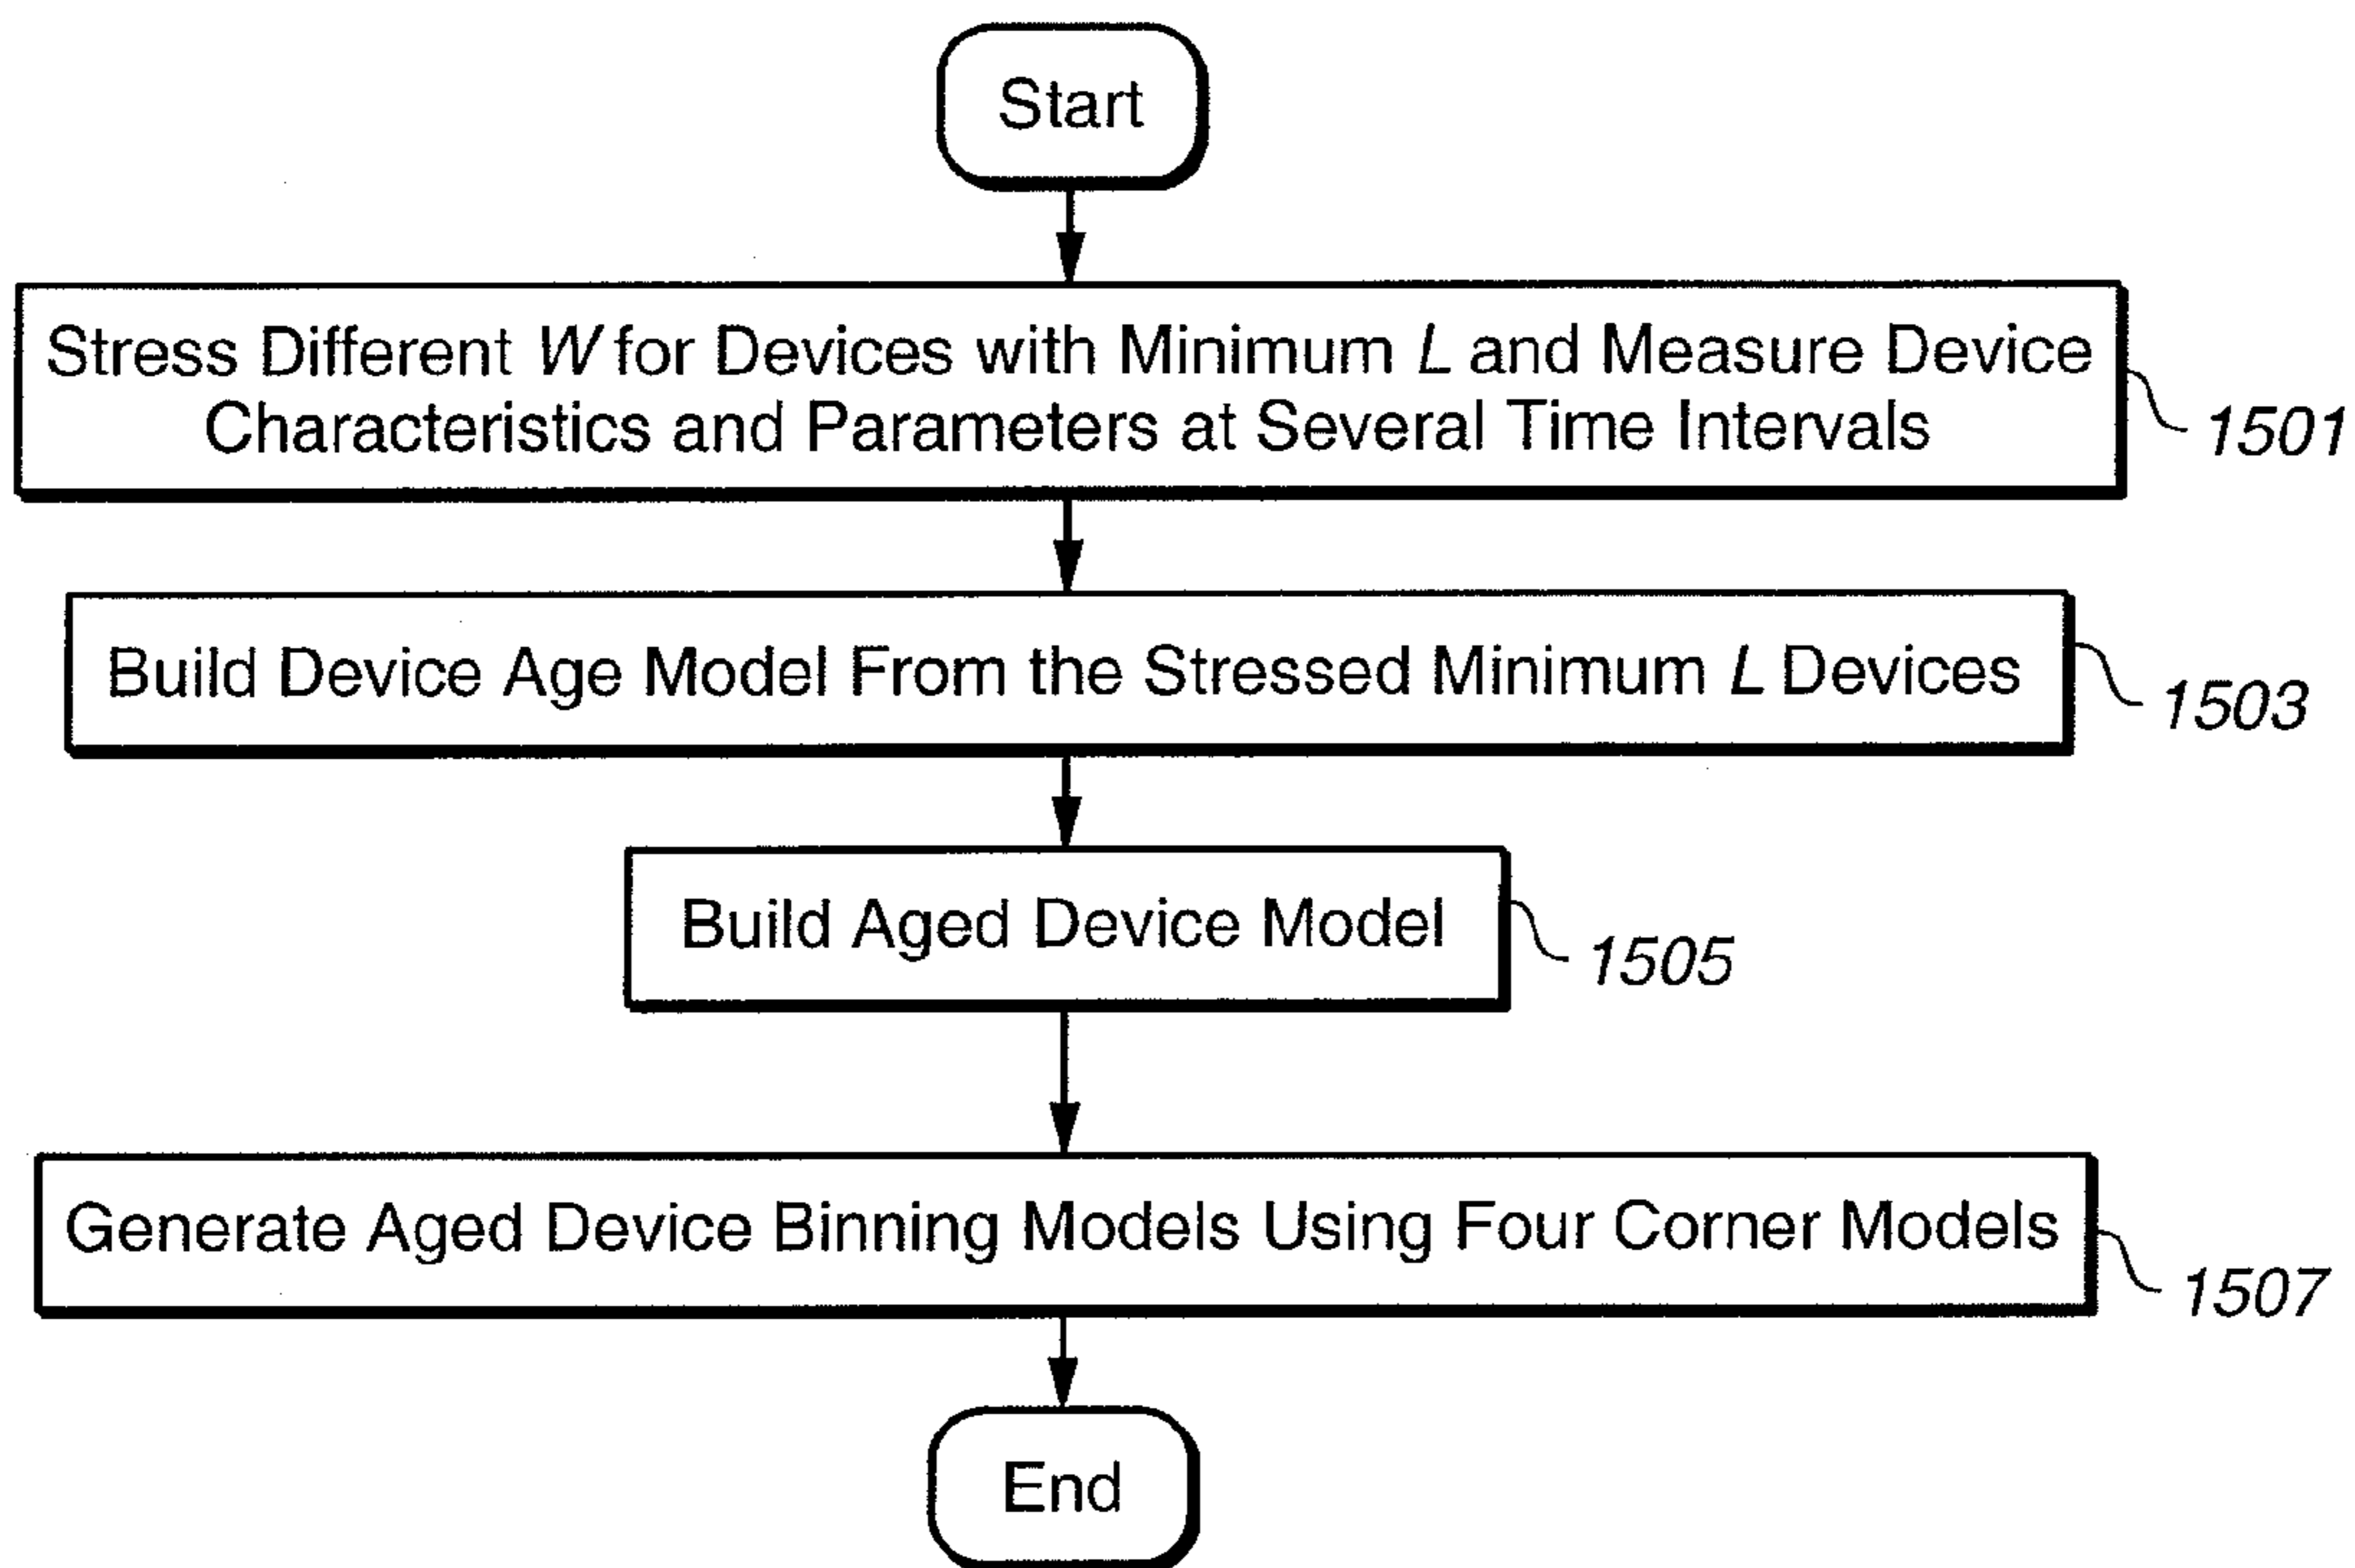 Start
Stress Different W for Devices with Minimum L and Measure Device
Characteristics and Parameters at Several Time Intervals
1501
Build Device Age Model From the Stressed Minimum L Devices
1503
Build Aged Device Model
1505
Generate Aged Device Binning Models Using Four Corner Models
1507
End